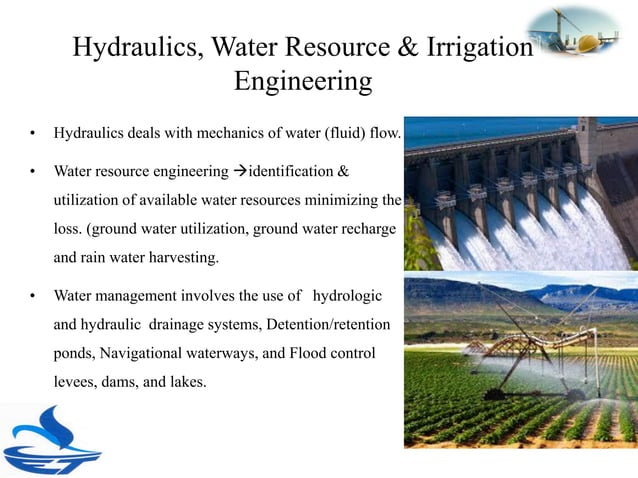 Hydraulics, Water Resource & Irrigation
Engineering
• Hydraulics deals with mechanics of water (fluid) flow.
• Water resource engineering →identification &
utilization of available water resources minimizing the
loss. (ground water utilization, ground water recharge
and rain water harvesting.
• Water management involves the use of hydrologic
and hydraulic drainage systems, Detention/retention
ponds, Navigational waterways, and Flood control
levees, dams, and lakes.